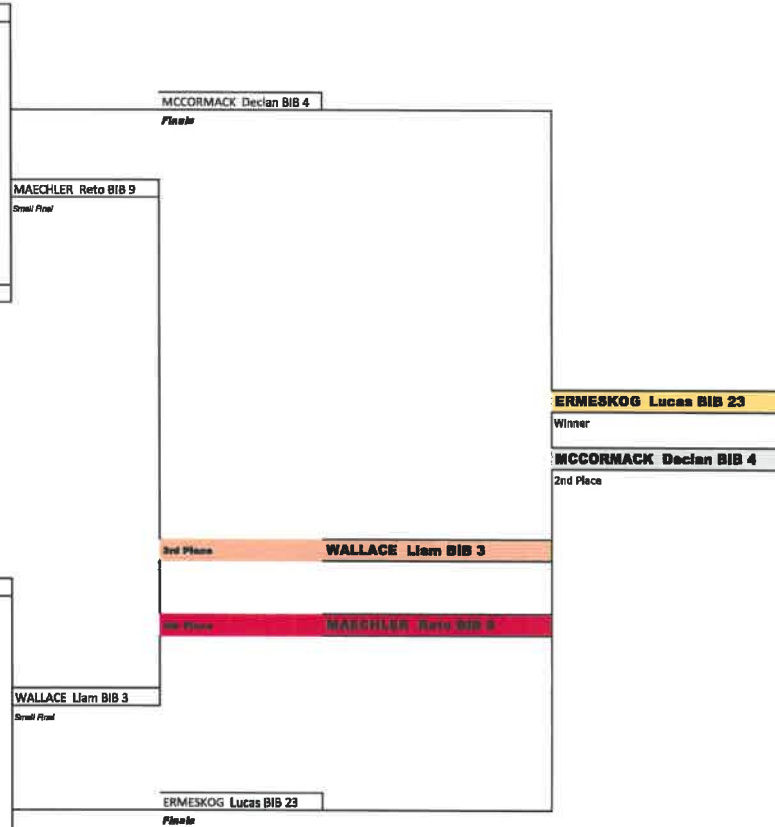 MCCORMACK Declan BIB 4
Finals
MAECHLER Reto BIB 9
Small Final
ERMESKOG Lucas BIB 23
Winner
MCCORMACK Declan BIB 4
2nd Place
3rd Place WALLACE Liam BIB 3
4th Place MAECHLER Reto BIB 9
WALLACE Liam BIB 3
Small Final
ERMESKOG Lucas BIB 23
Finals